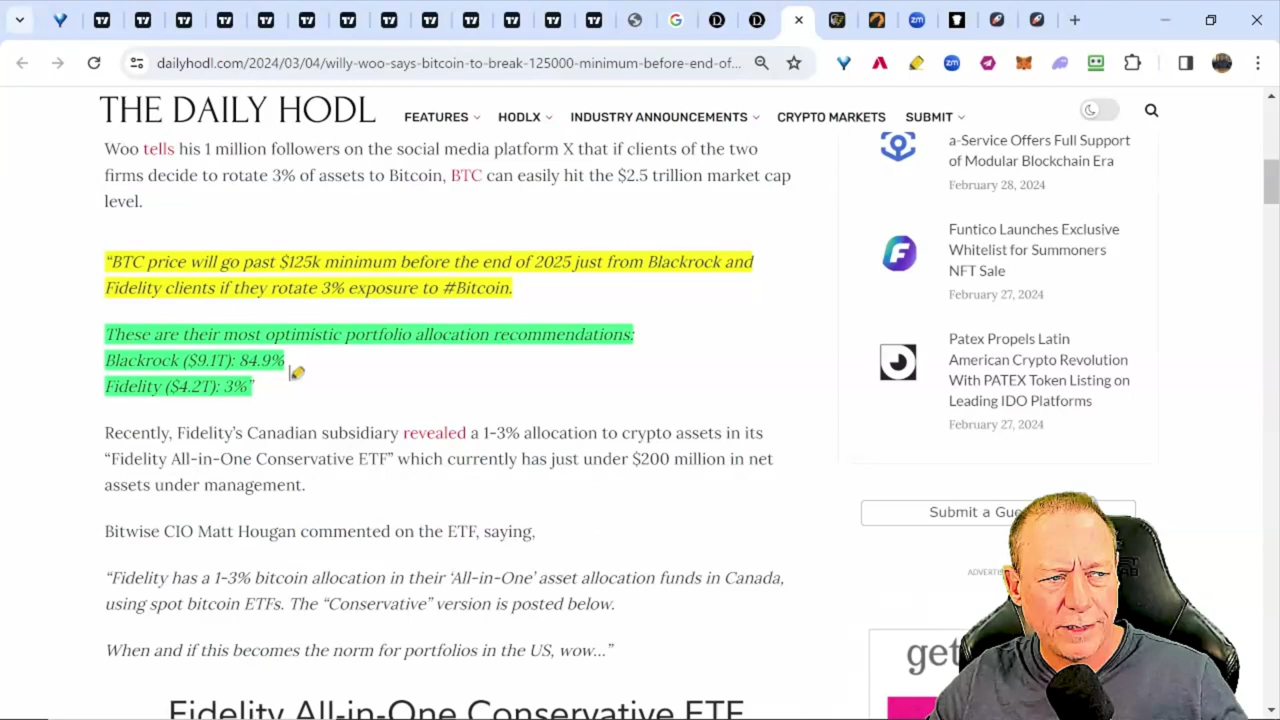 dailyhodl.com/2024/03/04/willy-woo-says-bitcoin-to-break-125000-minimum-before-end-of...
THE DAILY HODL
FEATURES
HODLX
INDUSTRY ANNOUNCEMENTS
CRYPTO MARKETS
SUBMIT
Woo tells his 1 million followers on the social media platform X that if clients of the two
firms decide to rotate 3% of assets to Bitcoin, BTC can easily hit the $2.5 trillion market cap
level.
“BTC price will go past $125k minimum before the end of 2025 just from Blackrock and
Fidelity clients if they rotate 3% exposure to #Bitcoin.
These are their most optimistic portfolio allocation recommendations:
Blackrock ($9.1T): 84.9%
Fidelity ($4.2T): 3%”
Recently, Fidelity’s Canadian subsidiary revealed a 1-3% allocation to crypto assets in its
“Fidelity All-in-One Conservative ETF” which currently has just under $200 million in net
assets under management.
Bitwise CIO Matt Hougan commented on the ETF, saying,
“Fidelity has a 1-3% bitcoin allocation in their ‘All-in-One’ asset allocation funds in Canada,
using spot bitcoin ETFs. The “Conservative” version is posted below.
When and if this becomes the norm for portfolios in the US, wow…”
Fidelity All-in-One Conservative ETF
a-Service Offers Full Support
of Modular Blockchain Era
February 28, 2024
Funtico Launches Exclusive
Whitelist for Summoners
NFT Sale
February 27, 2024
Patex Propels Latin
American Crypto Revolution
With PATEX Token Listing on
Leading IDO Platforms
February 27, 2024
Submit a Gue
ADVERTI
get